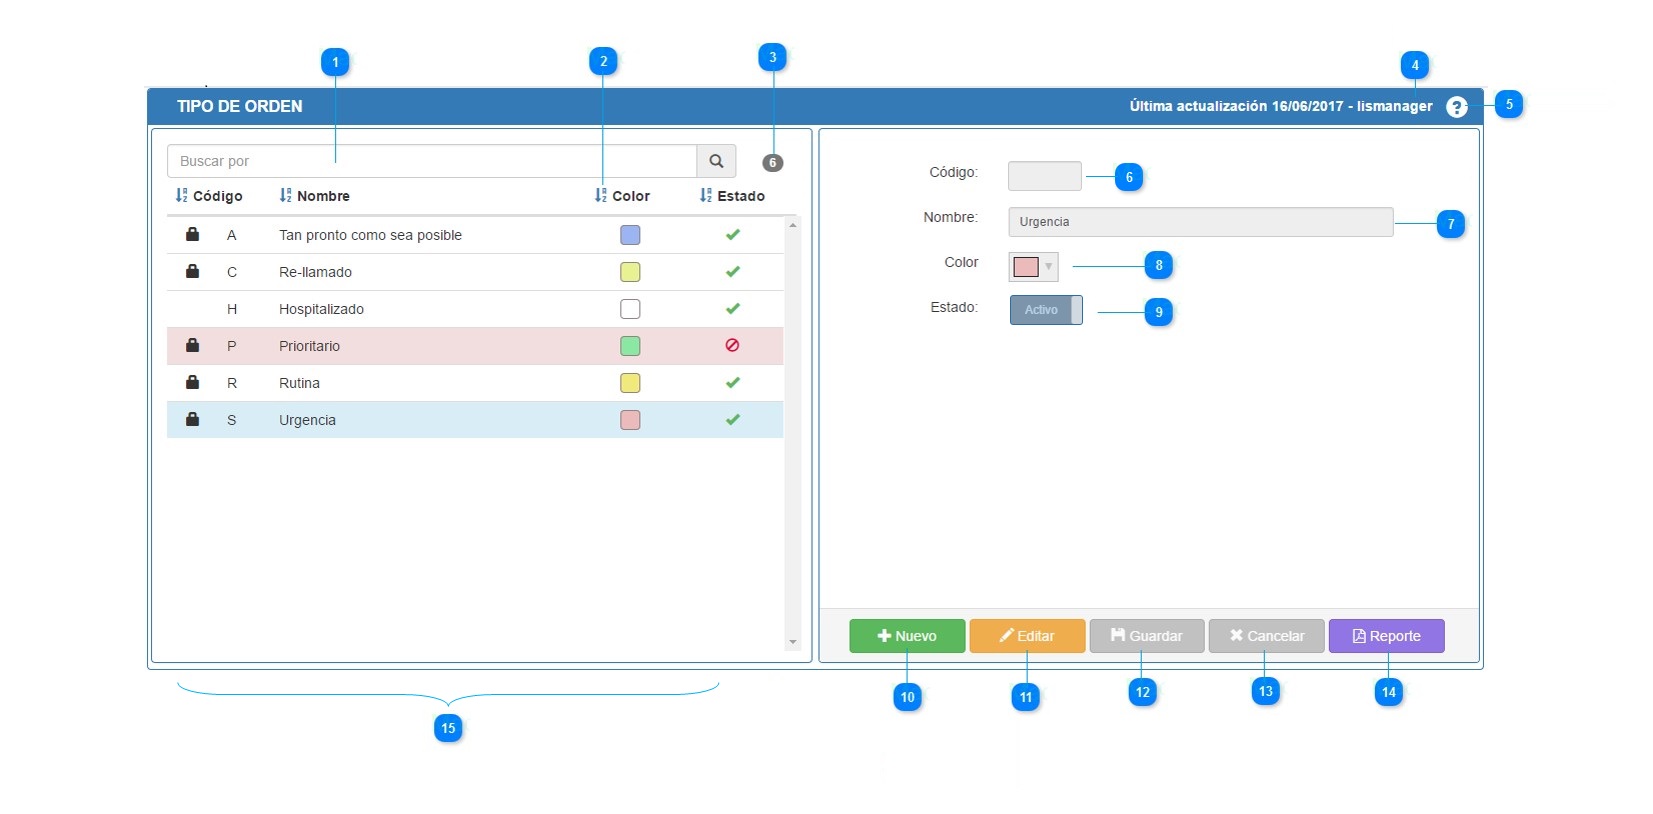 1 2 3 4
TIPO DE ORDEN Última actualización 16/06/2017 - lismanager ? 5
Buscar por 6
Código Nombre Color Estado
A Tan pronto como sea posible
C Re-llamado
H Hospitalizado
P Prioritario
R Rutina
S Urgencia
Código: 6
Nombre: Urgencia 7
Color 8
Estado: Activo 9
Nuevo Editar Guardar Cancelar Reporte
10 11 12 13 14
15